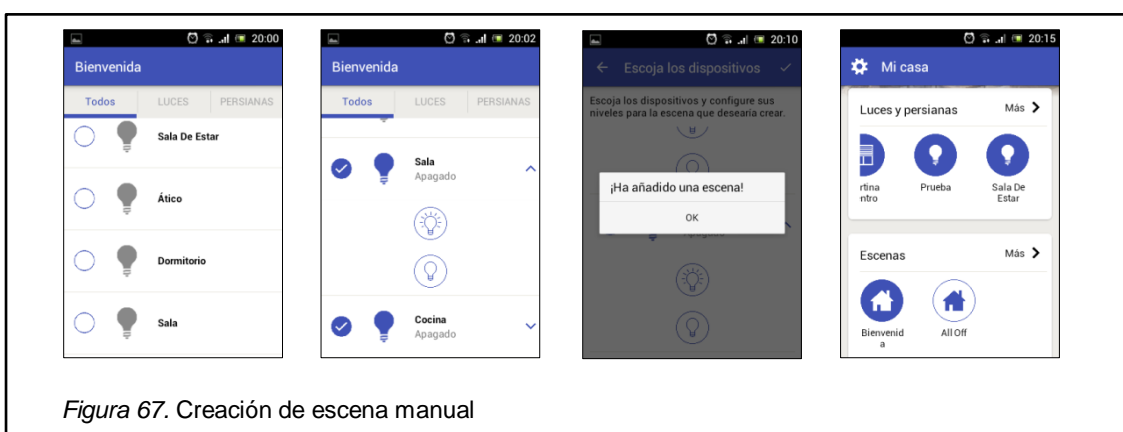 20:00
Bienvenida
Todos LUCES PERSIANAS
Sala De Estar
Ático
Dormitorio
Sala
20:02
Bienvenida
Todos LUCES PERSIANAS
Sala
Apagado
Cocina
Apagado
20:10
Escoja los dispositivos
Escoja los dispositivos y configure sus
niveles para la escena que desearia crear.
¡Ha añadido una escena!
OK
20:15
Mi casa
Luces y persianas Más
rtina
ntro
Prueba
Sala De
Estar
Escenas Más
Bienvenid
a
All Off
Figura 67. Creación de escena manual